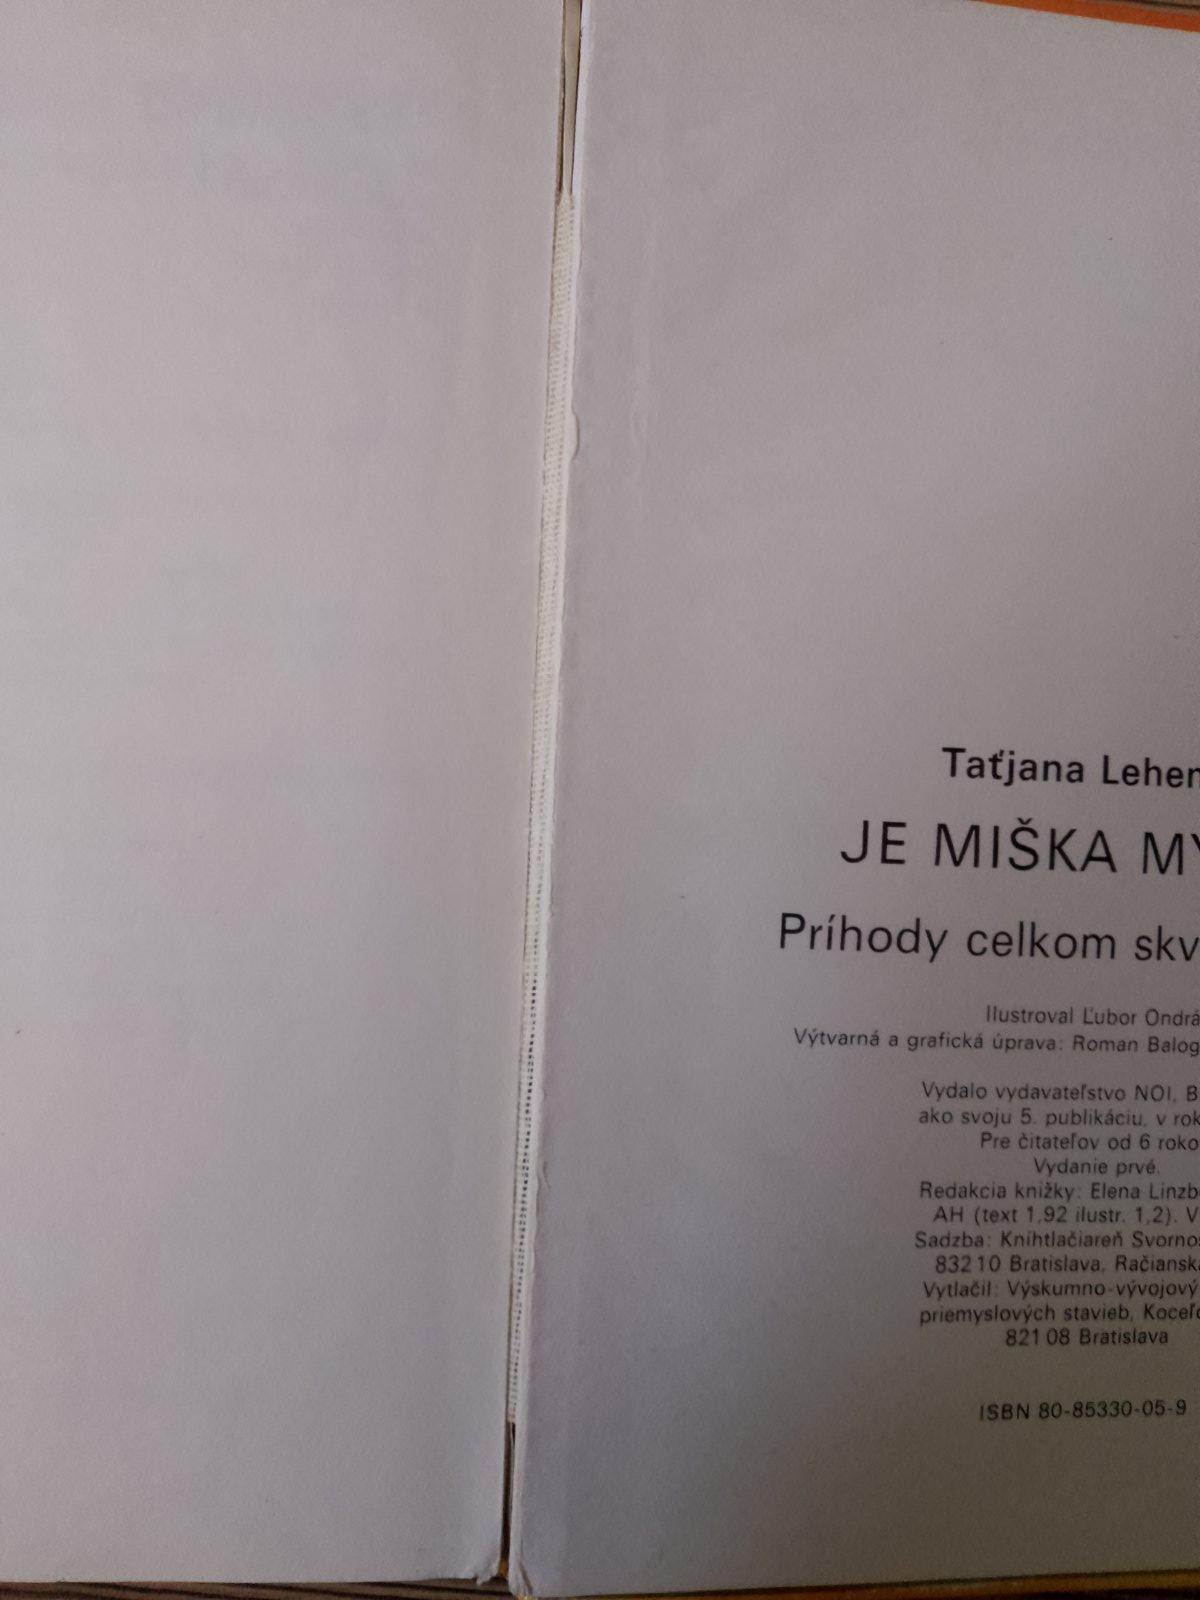 Taťjana Lehen
JE MIŠKA MY
Príhody celkom skv
Ilustroval Ľubor Ondrá
Výtvarná a grafická úprava: Roman Balog
Vydalo vydavateľstvo NOI, B
ako svoju 5. publikáciu, v rok
Pre čitateľov od 6 roko
Vydanie prvé.
Redakcia knižky: Elena Linzb
AH (text 1,92 ilustr. 1,2). V
Sadzba: Knihtlačiareň Svornos
832 10 Bratislava, Račiansk
Vytlačil: Výskumno-vývojový
priemyslových stavieb, Koceľo
821 08 Bratislava
ISBN 80-85330-05-9